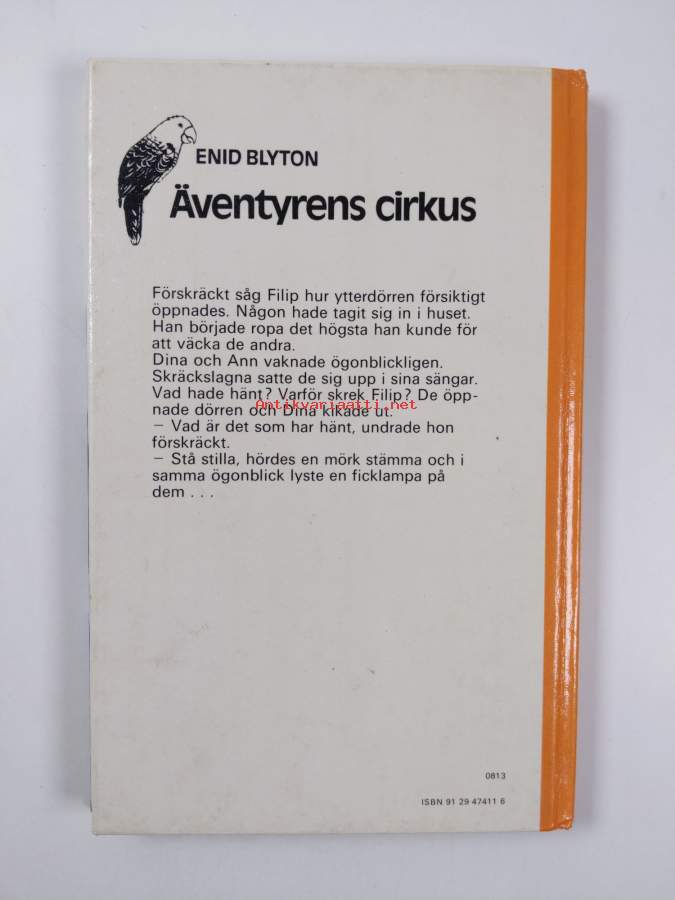 ENID BLYTON
Äventyrens cirkus
Förskräckt såg Filip hur ytterdörren försiktigt
öppnades. Någon hade tagit sig in i huset.
Han började ropa det högsta han kunde för
att väcka de andra.
Dina och Ann vaknade ögonblickligen.
Skräckslagna satte de sig upp i sina sängar.
Vad hade hänt? Varför skrek Filip? De öpp-
Antikvariaatti.net
nade dörren och Dina kikade ut.
– Vad är det som har hänt, undrade hon
förskräckt.
– Stå stilla, hördes en mörk stämma och i
samma ögonblick lyste en ficklampa på
dem . . .
0813
ISBN 91 29 47411 6